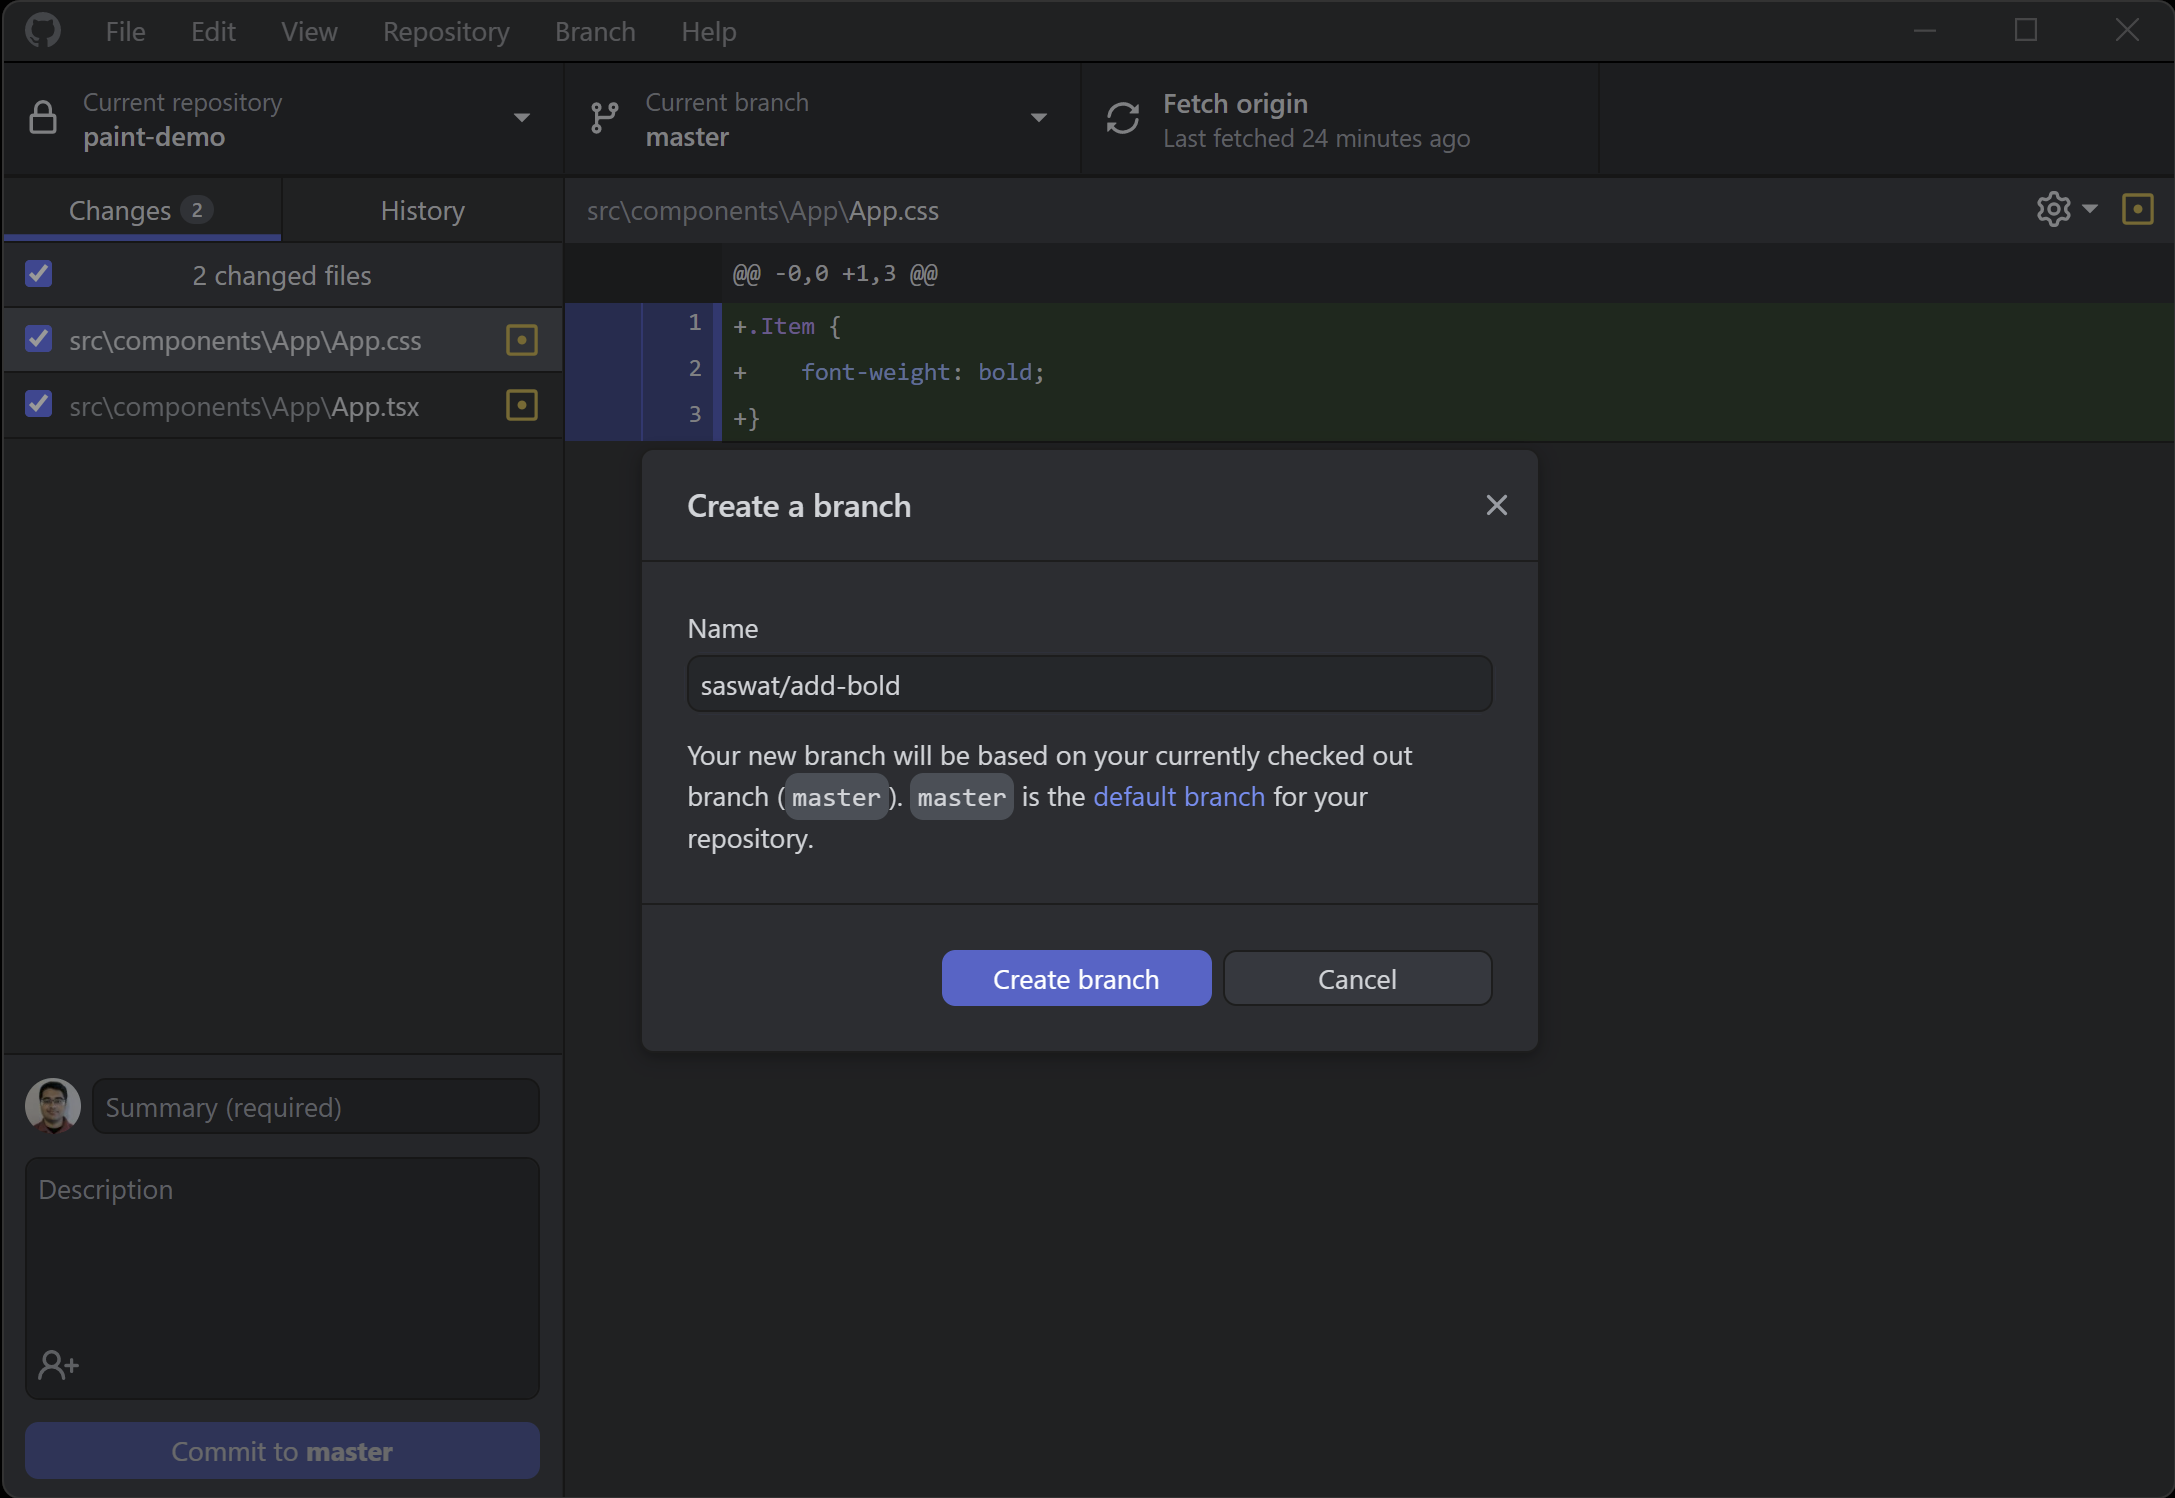 File Edit View Repository Branch Help
Current repository
paint-demo
Current branch
master
Fetch origin
Last fetched 24 minutes ago
Changes 2
History
src\components\App\App.css
2 changed files
src\components\App\App.css
src\components\App\App.tsx
@@ -0,0 +1,3 @@
1 +.Item {
2 +    font-weight: bold;
3 +}
Create a branch
Name
saswat/add-bold
Your new branch will be based on your currently checked out
branch (master). master is the default branch for your
repository.
Create branch
Cancel
Summary (required)
Description
Commit to master